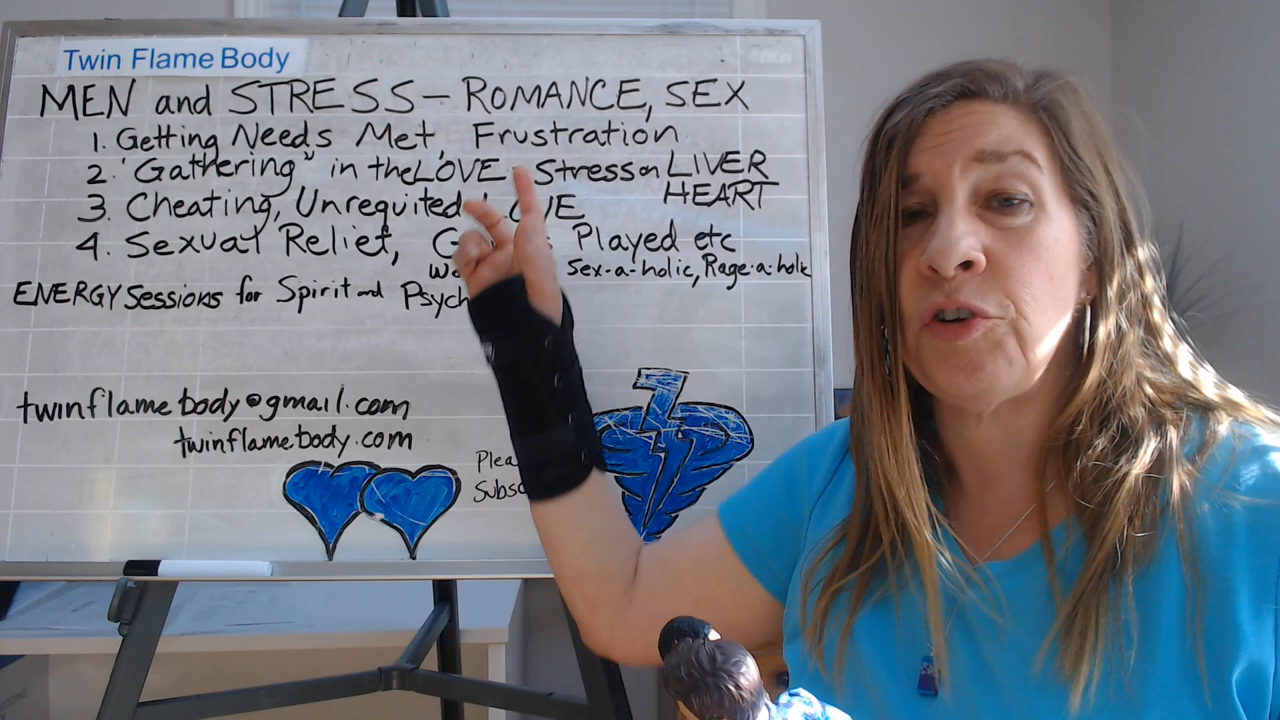 Twin Flame Body
MEN and STRESS – ROMANCE, SEX
1. Getting Needs Met, Frustration
2. "Gathering" in the LOVE Stress on LIVER
HEART
3. Cheating, Unrequited LOVE
4. Sexual Relief, Played etc
Sex-a-holic, Rage-a-holic
ENERGY Sessions for Spirit and
twinflamebody@gmail.com
twinflamebody.com